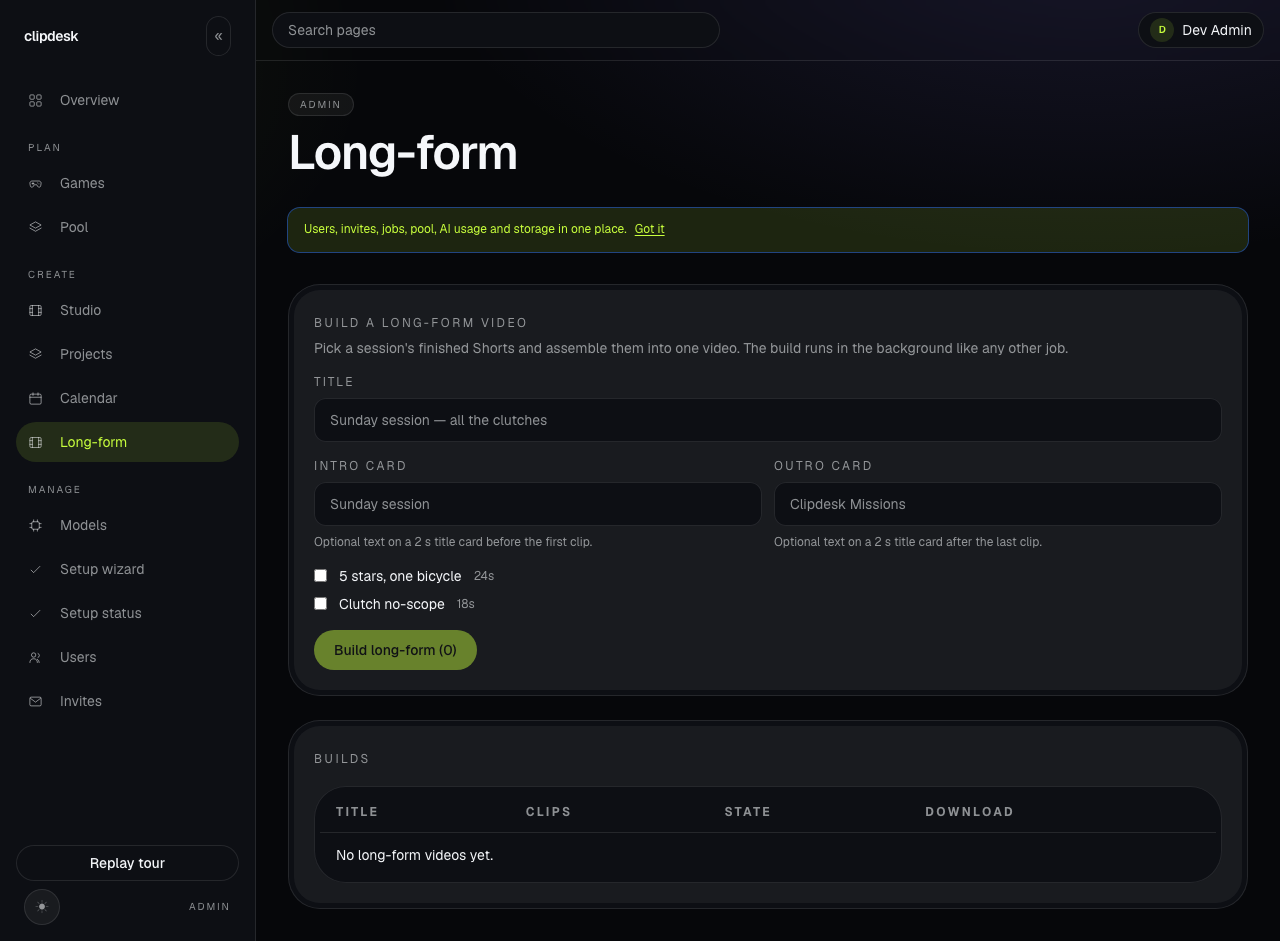 clipdesk
«
Search pages
D
Dev Admin
Overview
PLAN
Games
Pool
CREATE
Studio
Projects
Calendar
Long-form
MANAGE
Models
Setup wizard
Setup status
Users
Invites
Replay tour
ADMIN
ADMIN
Long-form
Users, invites, jobs, pool, AI usage and storage in one place. Got it
BUILD A LONG-FORM VIDEO
Pick a session's finished Shorts and assemble them into one video. The build runs in the background like any other job.
TITLE
Sunday session — all the clutches
INTRO CARD
Sunday session
Optional text on a 2 s title card before the first clip.
OUTRO CARD
Clipdesk Missions
Optional text on a 2 s title card after the last clip.
5 stars, one bicycle 24s
Clutch no-scope 18s
Build long-form (0)
BUILDS
TITLE CLIPS STATE DOWNLOAD
No long-form videos yet.